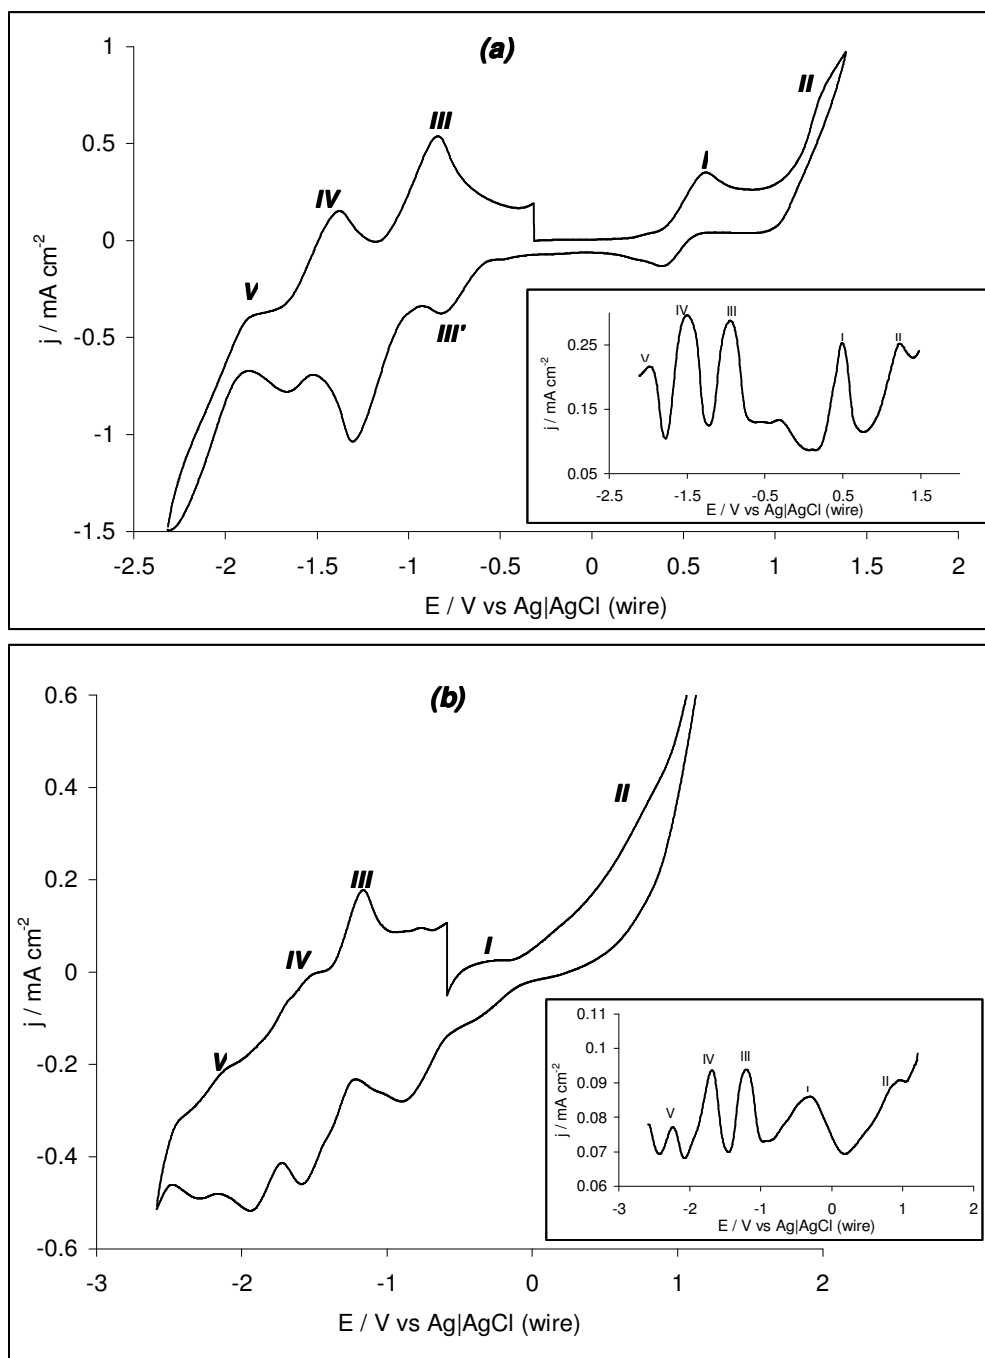 (a)
1
0.5
0
-0.5
-1
-1.5
j / mA cm-2
-2.5 -2 -1.5 -1 -0.5 0 0.5 1 1.5 2
E / V vs Ag|AgCl (wire)
V
IV
III
III'
I
II
0.25
0.15
0.05
j / mA cm-2
-2.5 -1.5 -0.5 0.5 1.5
E / V vs Ag|AgCl (wire)
V
IV
III
I
II
(b)
0.6
0.4
0.2
0
-0.2
-0.4
-0.6
j / mA cm-2
-3 -2 -1 0 1 2
E / V vs Ag|AgCl (wire)
V
IV
III
I
II
0.11
0.1
0.09
0.08
0.07
0.06
j / mA cm-2
-3 -2 -1 0 1 2
E / V vs Ag|AgCl (wire)
V
IV
III
I
II